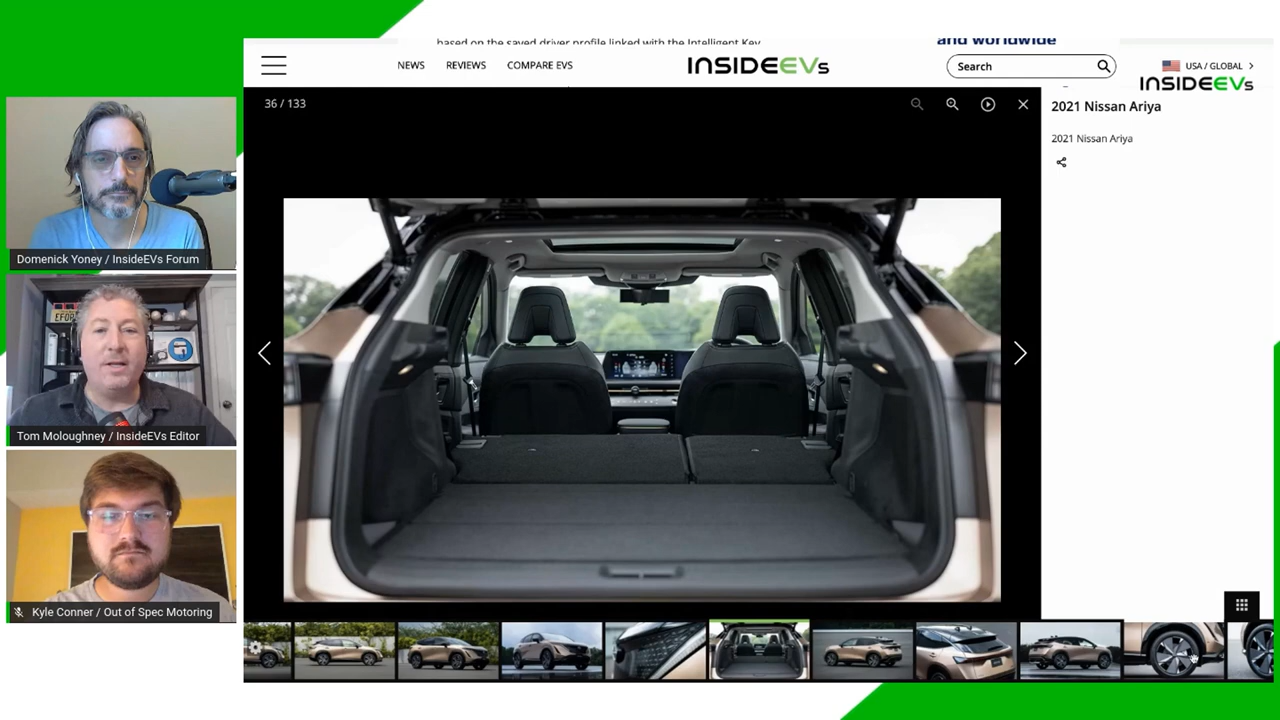 based on the saved driver profile linked with the Intelligent Key
and worldwide
NEWS
REVIEWS
COMPARE EVS
INSIDEEVs
Search
USA / GLOBAL
INSIDEEVs
36 / 133
2021 Nissan Ariya
2021 Nissan Ariya
Domenick Yoney / InsideEVs Forum
Tom Moloughney / InsideEVs Editor
Kyle Conner / Out of Spec Motoring